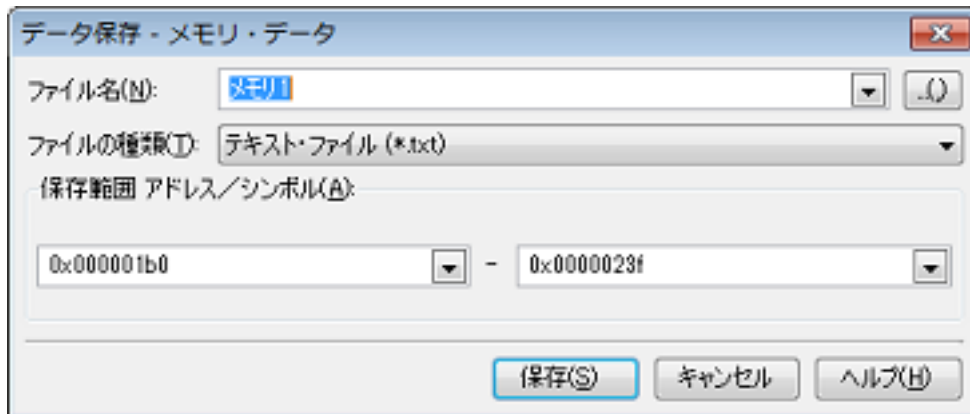 データ保存 - メモリ・データ
ファイル名(N): メモリ1 ...()
ファイルの種類(T): テキスト・ファイル (*.txt)
保存範囲 アドレス／シンボル(A):
0x000001b0 - 0x0000023f
保存(S) キャンセル ヘルプ(H)